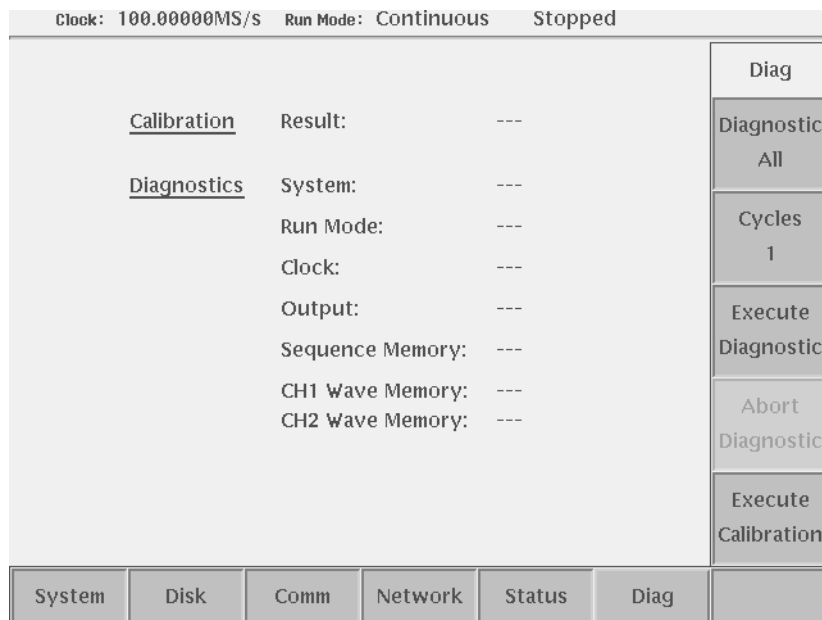 Clock: 100.00000MS/s Run Mode: Continuous Stopped
Diag
Calibration Result: ---
Diagnostics System: ---
Run Mode: ---
Clock: ---
Output: ---
Sequence Memory: ---
CH1 Wave Memory: ---
CH2 Wave Memory: ---
Diagnostic
All
Cycles
1
Execute
Diagnostic
Abort
Diagnostic
Execute
Calibration
System Disk Comm Network Status Diag